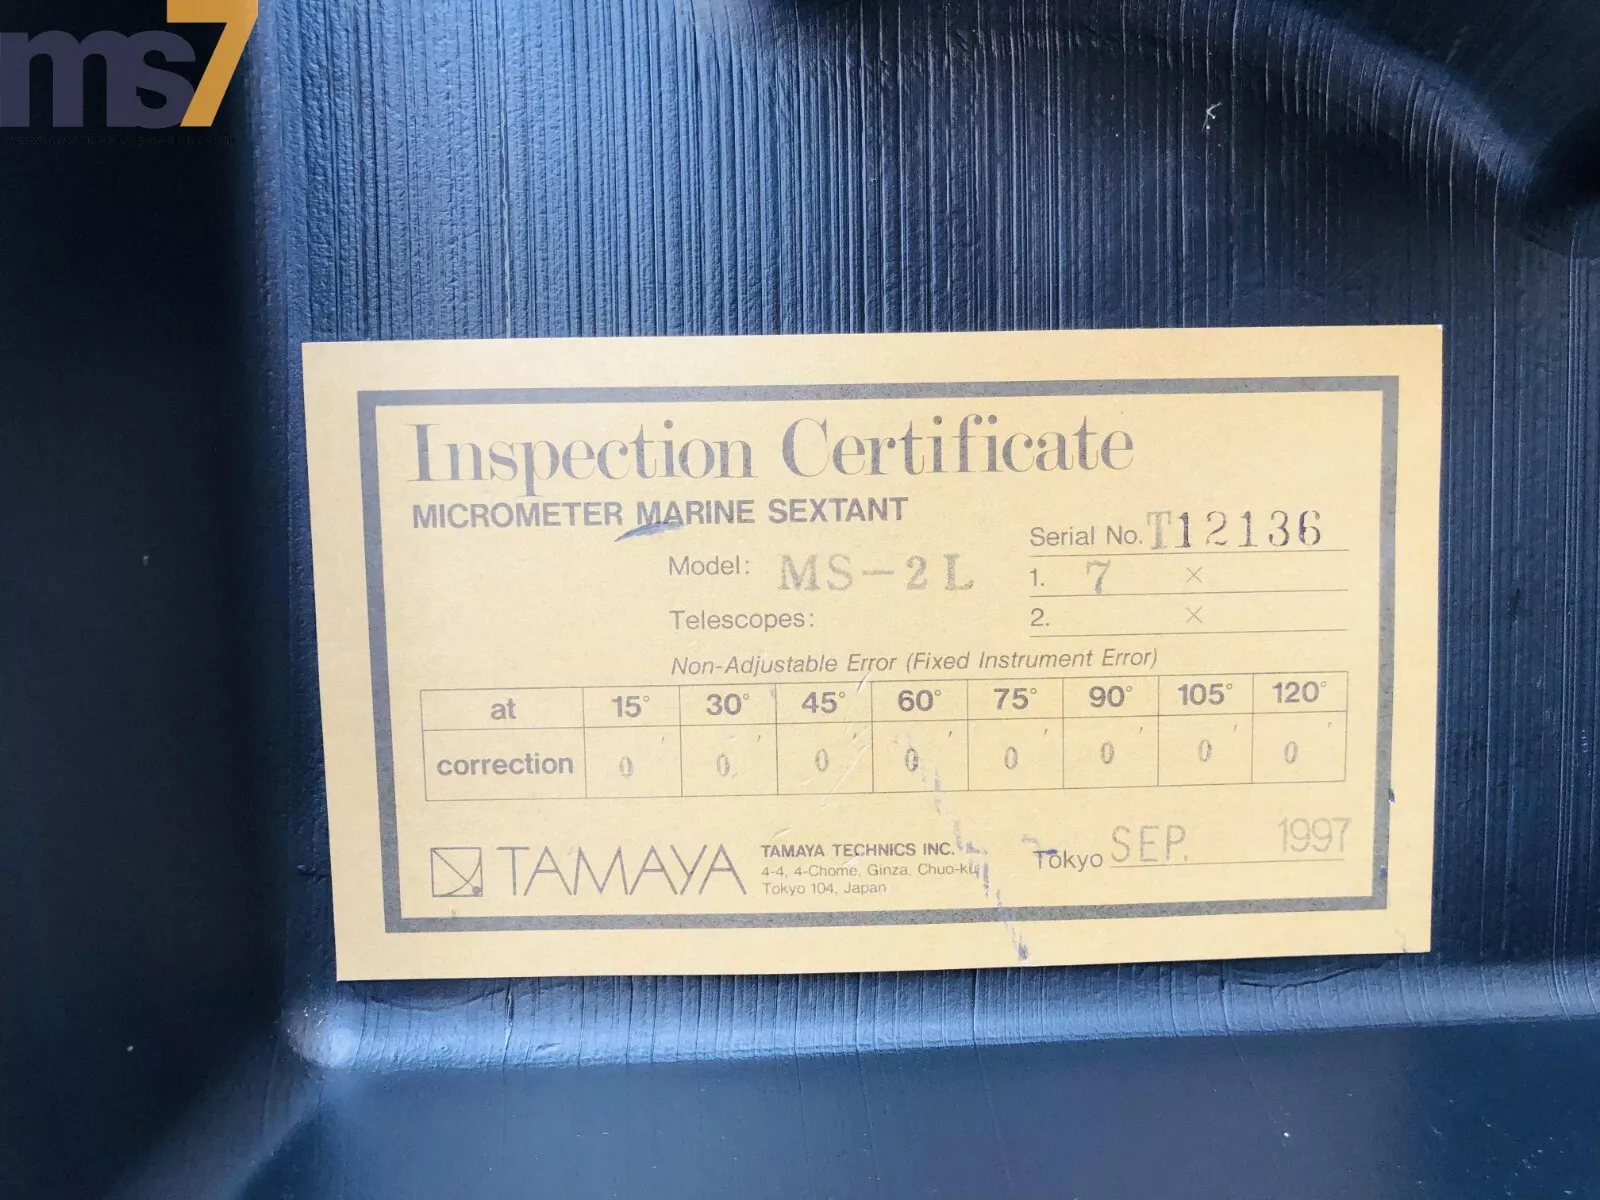 ms7
Inspection Certificate
MICROMETER MARINE SEXTANT
Serial No. T12136
Model: MS-2L
1. 7 ×
Telescopes:
2. ×
Non-Adjustable Error (Fixed Instrument Error)
at 15° 30° 45° 60° 75° 90° 105° 120°
correction 0' 0' 0' 0' 0' 0' 0' 0'
TAMAYA
TAMAYA TECHNICS INC.
4-4, 4-Chome, Ginza, Chuo-ku
Tokyo 104, Japan
Tokyo SEP. 1997